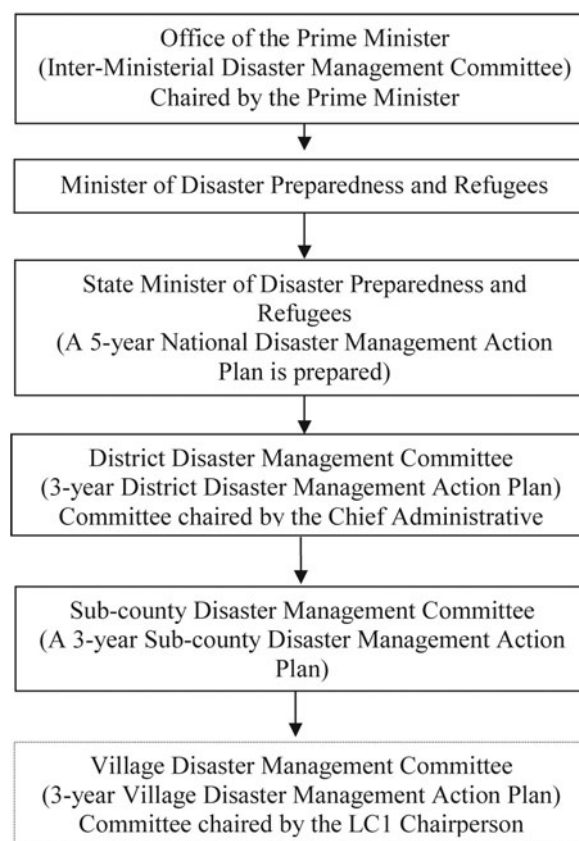 Office of the Prime Minister
(Inter-Ministerial Disaster Management Committee)
Chaired by the Prime Minister
Minister of Disaster Preparedness and Refugees
State Minister of Disaster Preparedness and
Refugees
(A 5-year National Disaster Management Action
Plan is prepared)
District Disaster Management Committee
(3-year District Disaster Management Action Plan)
Committee chaired by the Chief Administrative
Sub-county Disaster Management Committee
(A 3-year Sub-county Disaster Management Action
Plan)
Village Disaster Management Committee
(3-year Village Disaster Management Action Plan)
Committee chaired by the LC1 Chairperson